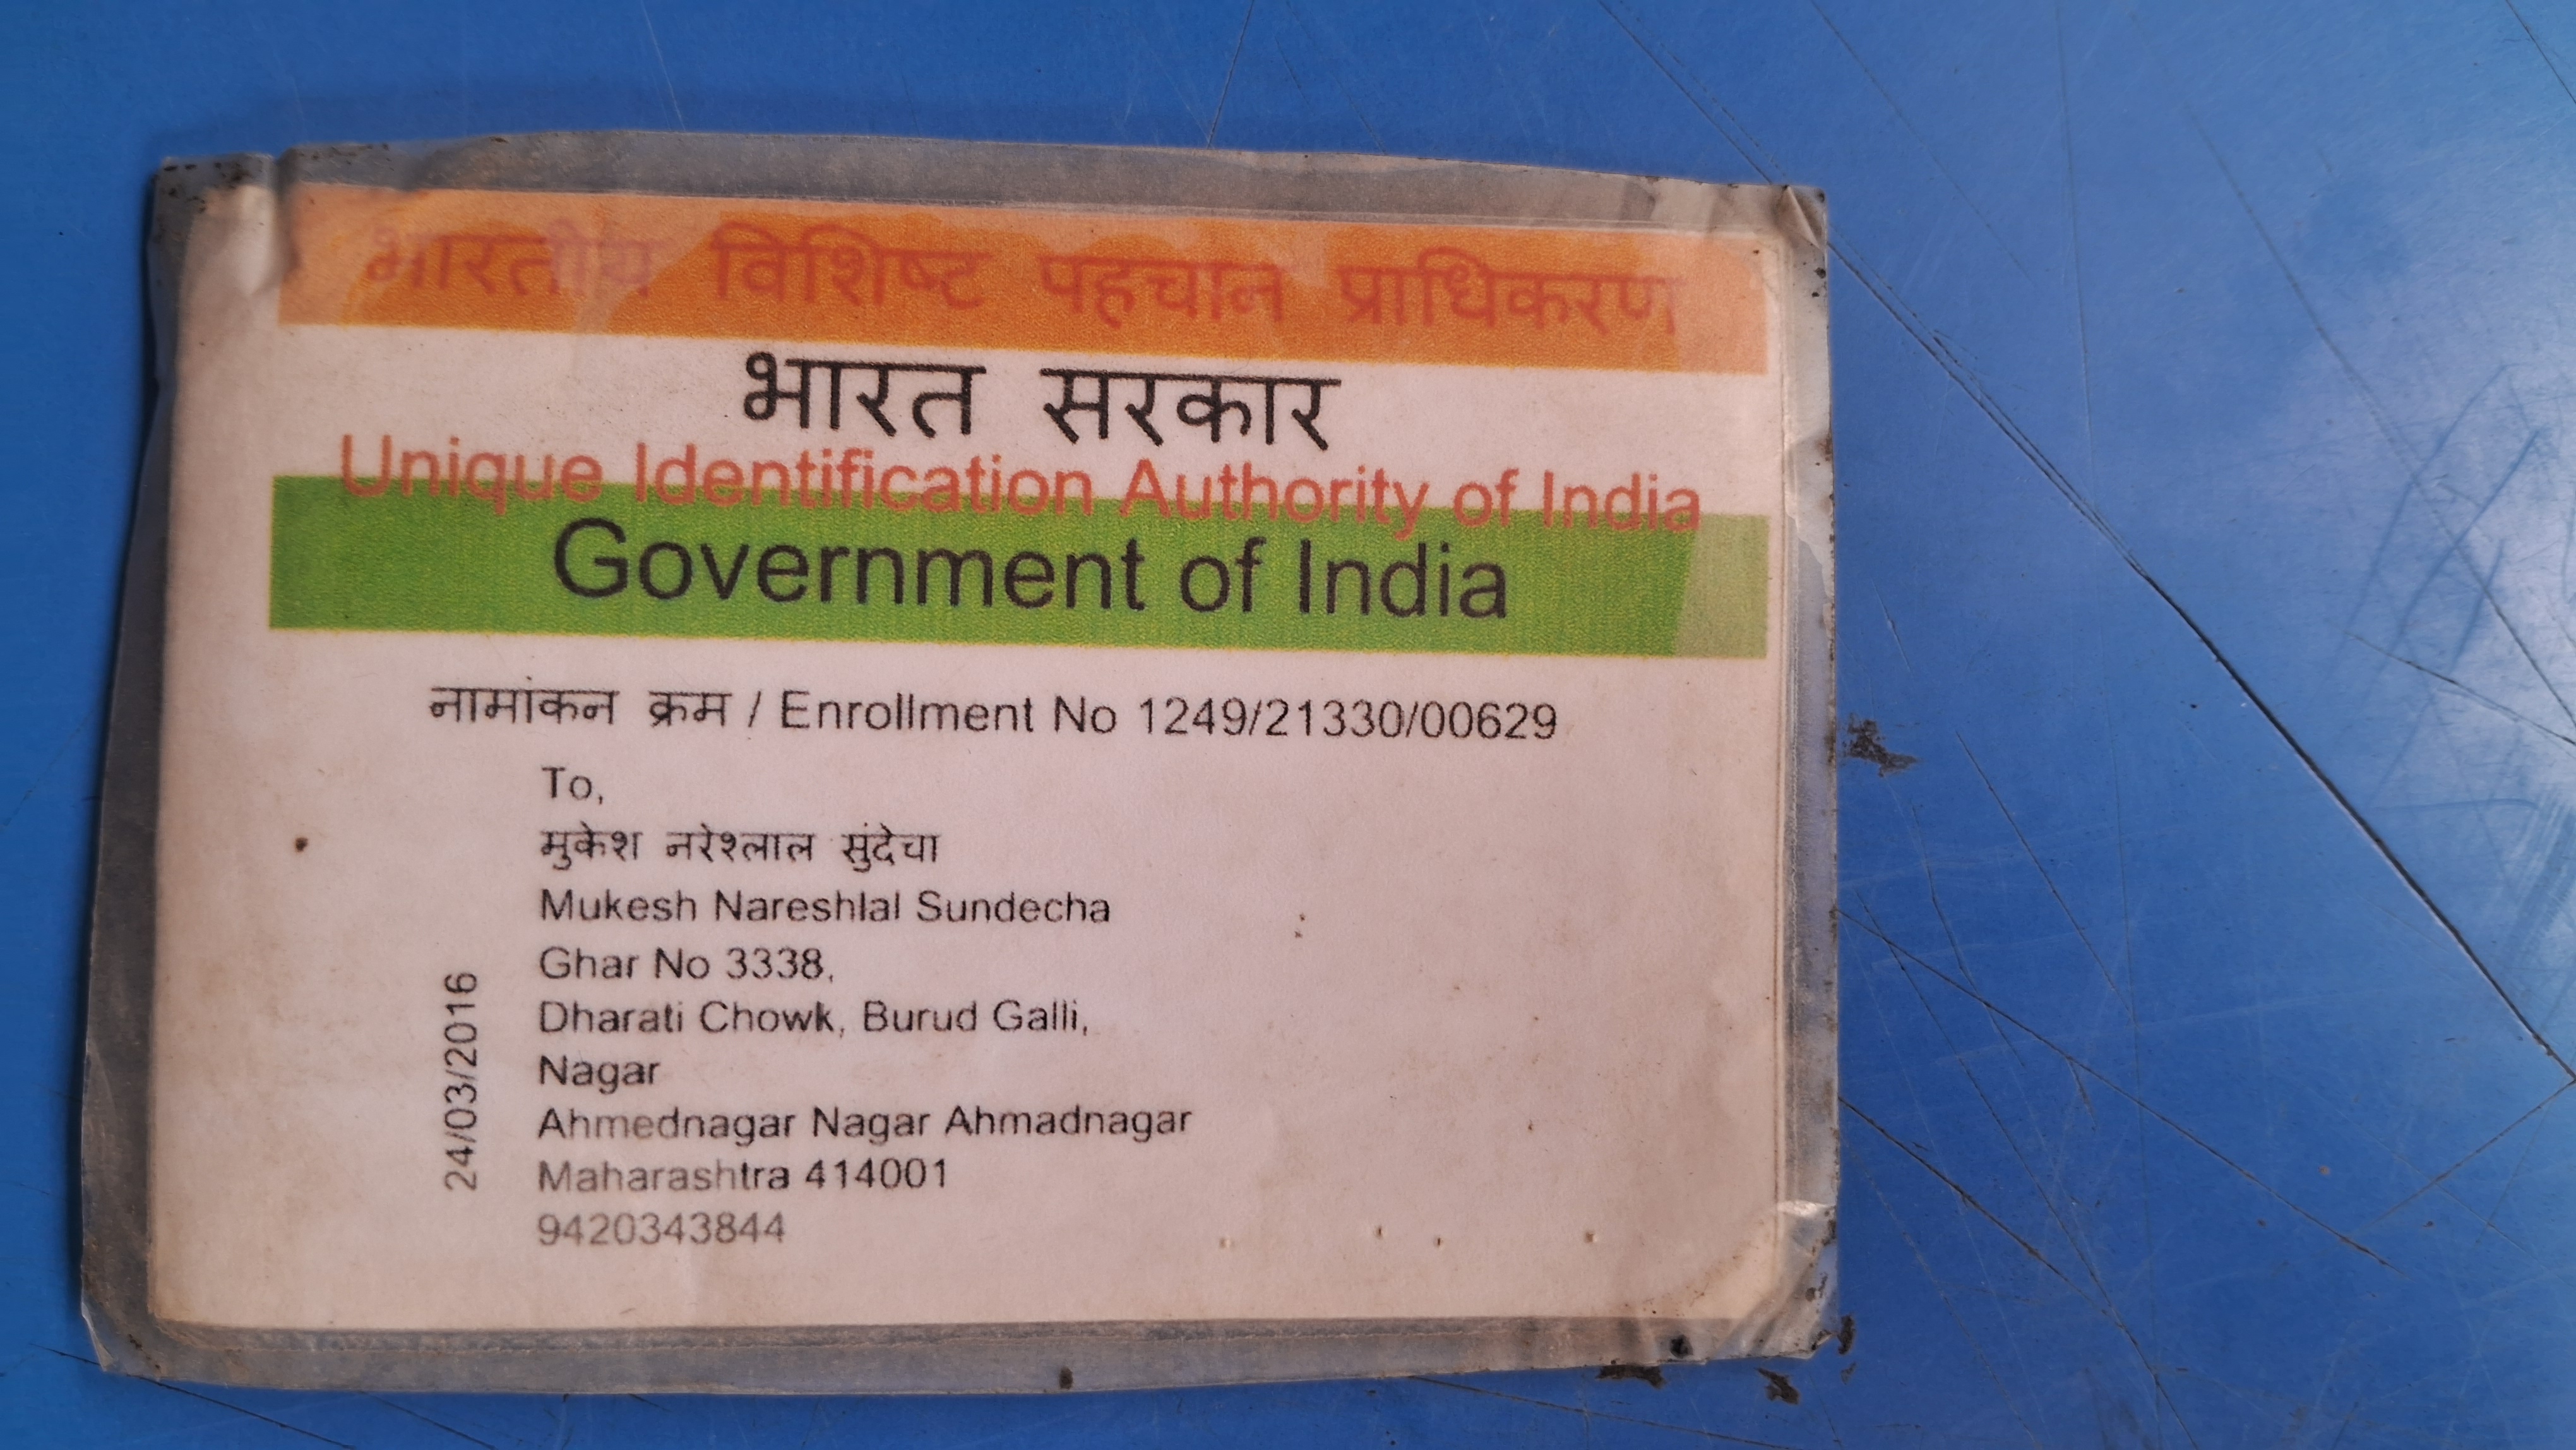 भारतीय विशिष्ट पहचान प्राधिकरण
भारत सरकार
Unique Identification Authority of India
Government of India
नामांकन क्रम / Enrollment No 1249/21330/00629
To,
मुकेश नरेश्लाल सुंदेचा
Mukesh Nareshlal Sundecha
Ghar No 3338,
Dharati Chowk, Burud Galli,
Nagar
Ahmednagar Nagar Ahmadnagar
Maharashtra 414001
9420343844
24/03/2016